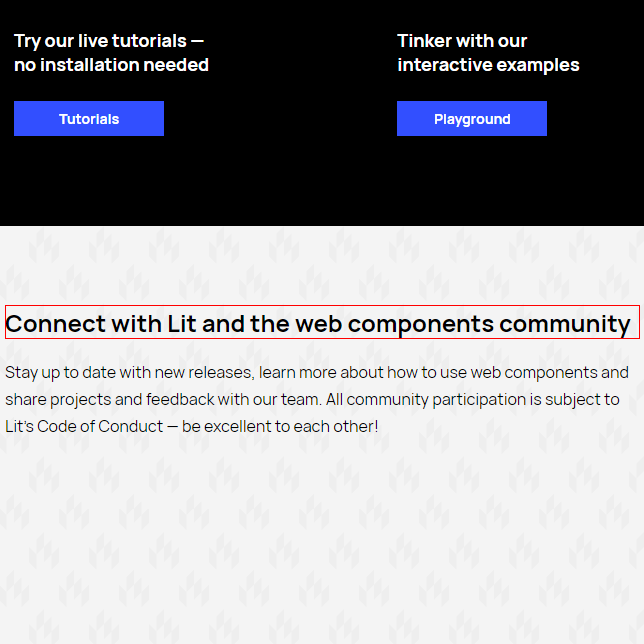 Try our live tutorials —
no installation needed
Tutorials
Tinker with our
interactive examples
Playground
Connect with Lit and the web components community
Stay up to date with new releases, learn more about how to use web components and
share projects and feedback with our team. All community participation is subject to
Lit's Code of Conduct — be excellent to each other!